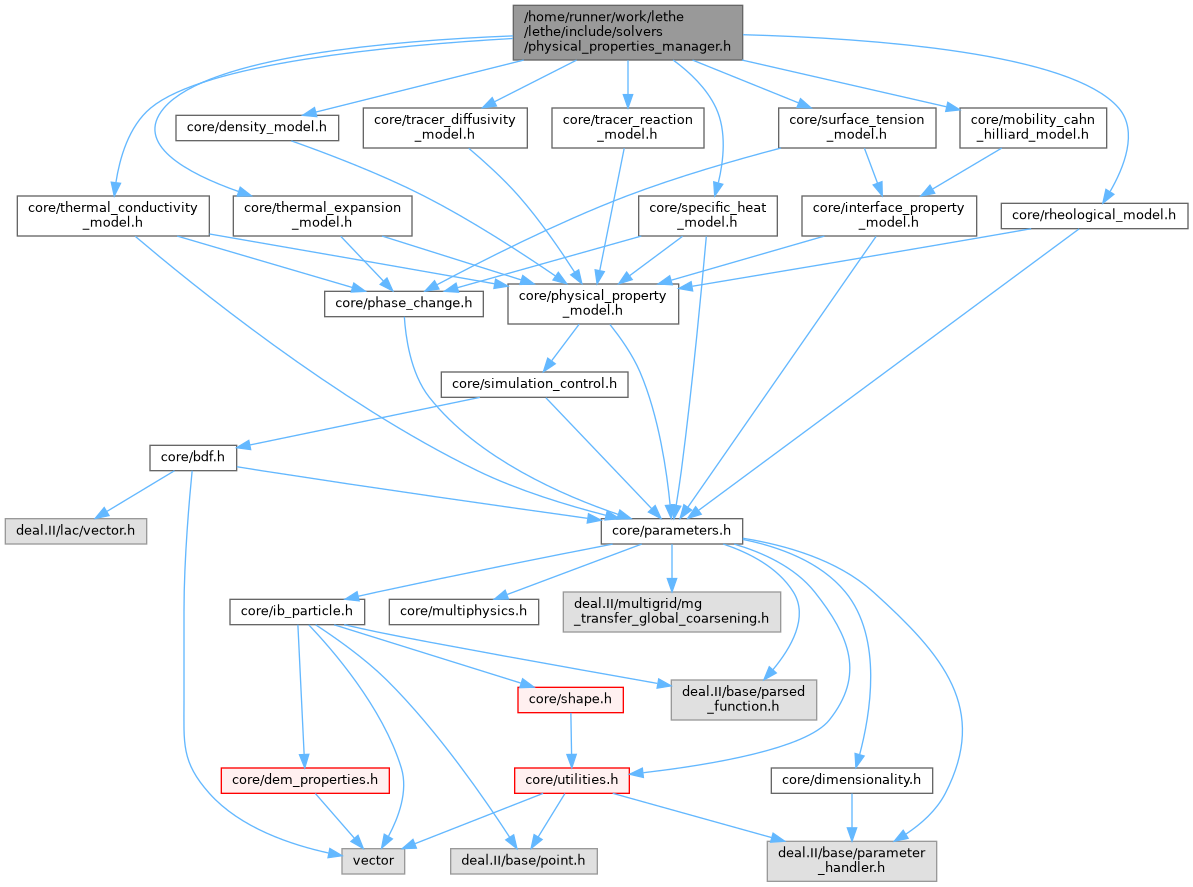 /home/runner/work/lethe
/lethe/include/solvers
/physical_properties_manager.h
core/density_model.h
core/tracer_diffusivity
_model.h
core/tracer_reaction
_model.h
core/surface_tension
_model.h
core/mobility_cahn
_hilliard_model.h
core/thermal_conductivity
_model.h
core/thermal_expansion
_model.h
core/specific_heat
_model.h
core/interface_property
_model.h
core/rheological_model.h
core/phase_change.h
core/physical_property
_model.h
core/simulation_control.h
core/bdf.h
deal.II/lac/vector.h
core/parameters.h
core/ib_particle.h
core/multiphysics.h
deal.II/multigrid/mg
_transfer_global_coarsening.h
core/shape.h
deal.II/base/parsed
_function.h
core/dem_properties.h
core/utilities.h
core/dimensionality.h
vector
deal.II/base/point.h
deal.II/base/parameter
_handler.h